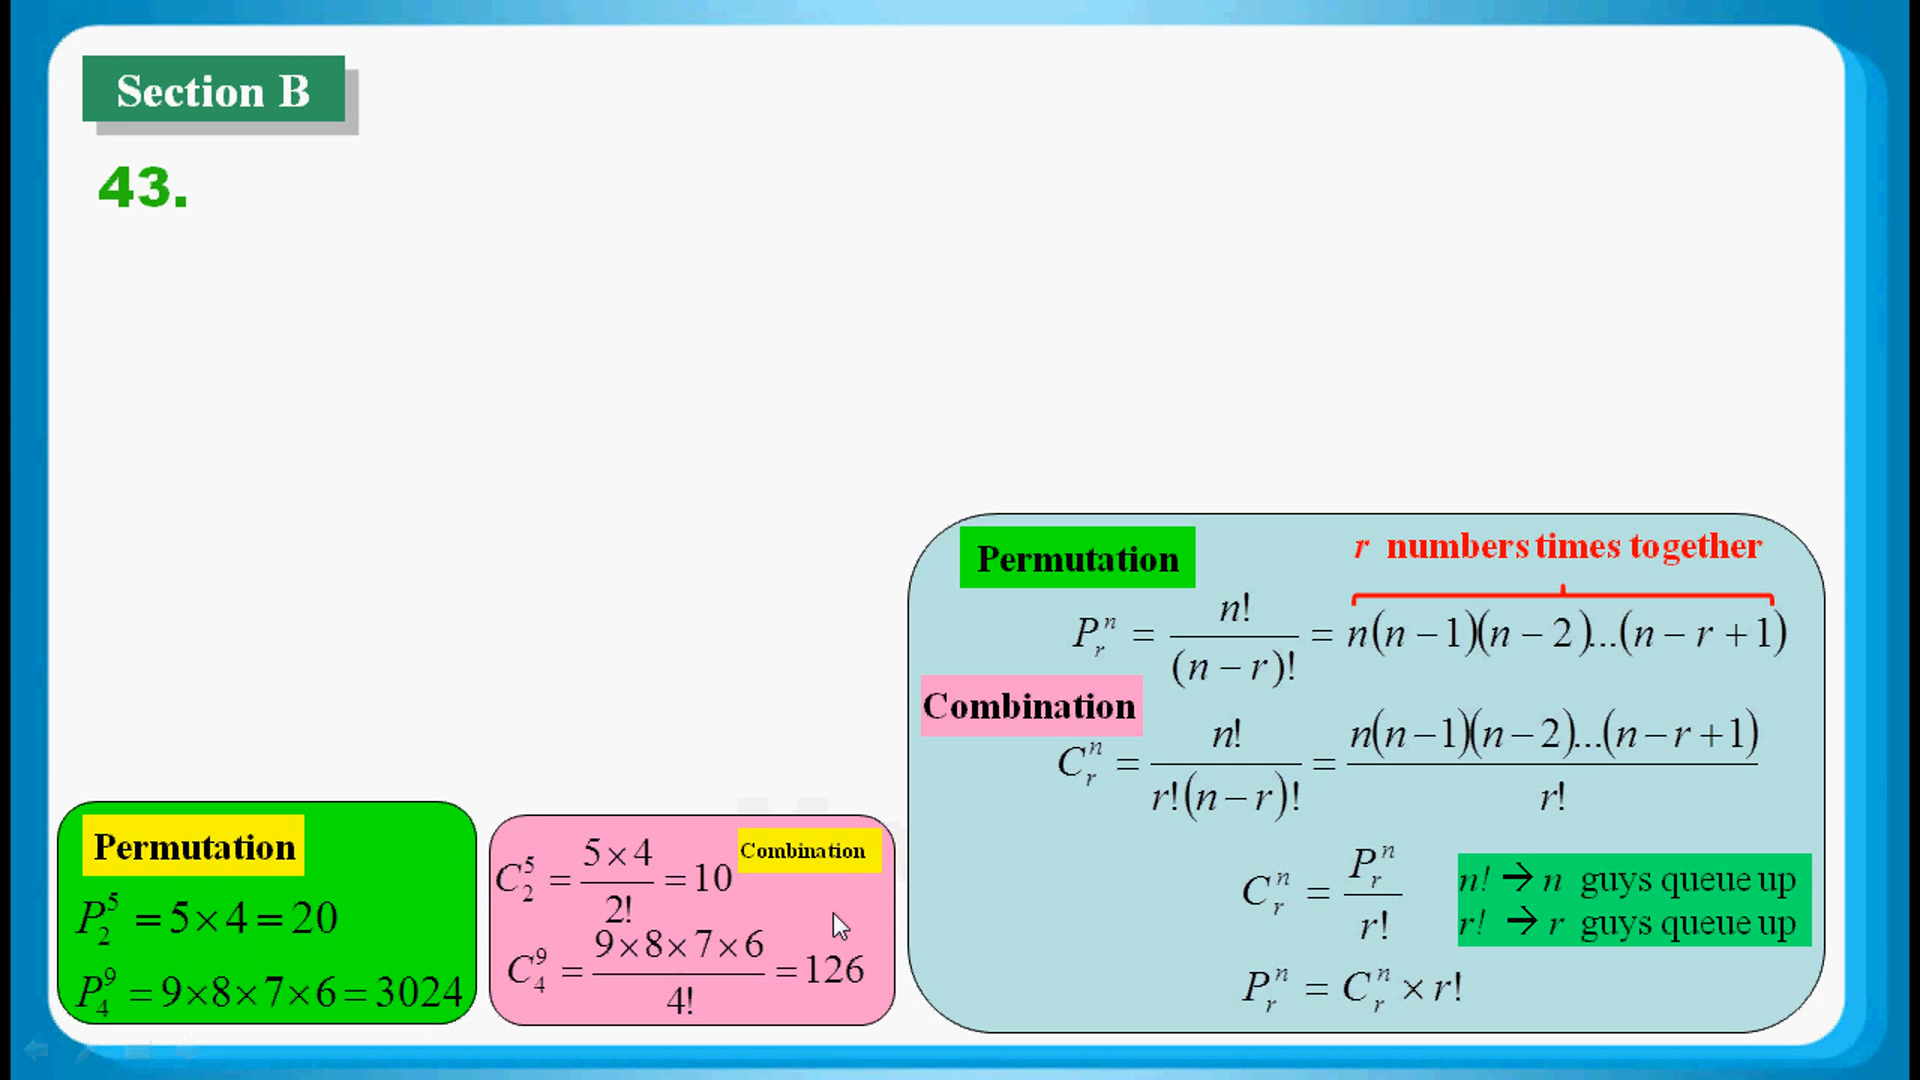 Section B
43.
Permutation
r numbers times together
P_r^n = n!/(n − r)! = n(n − 1)(n − 2)...(n − r + 1)
Combination
C_r^n = n!/r!(n − r)! = n(n − 1)(n − 2)...(n − r + 1)/r!
C_r^n = P_r^n/r!
n! → n guys queue up
r! → r guys queue up
P_r^n = C_r^n × r!
Permutation
P_2^5 = 5×4 = 20
P_4^9 = 9×8×7×6 = 3024
Combination
C_2^5 = 5×4/2! = 10
C_4^9 = 9×8×7×6/4! = 126